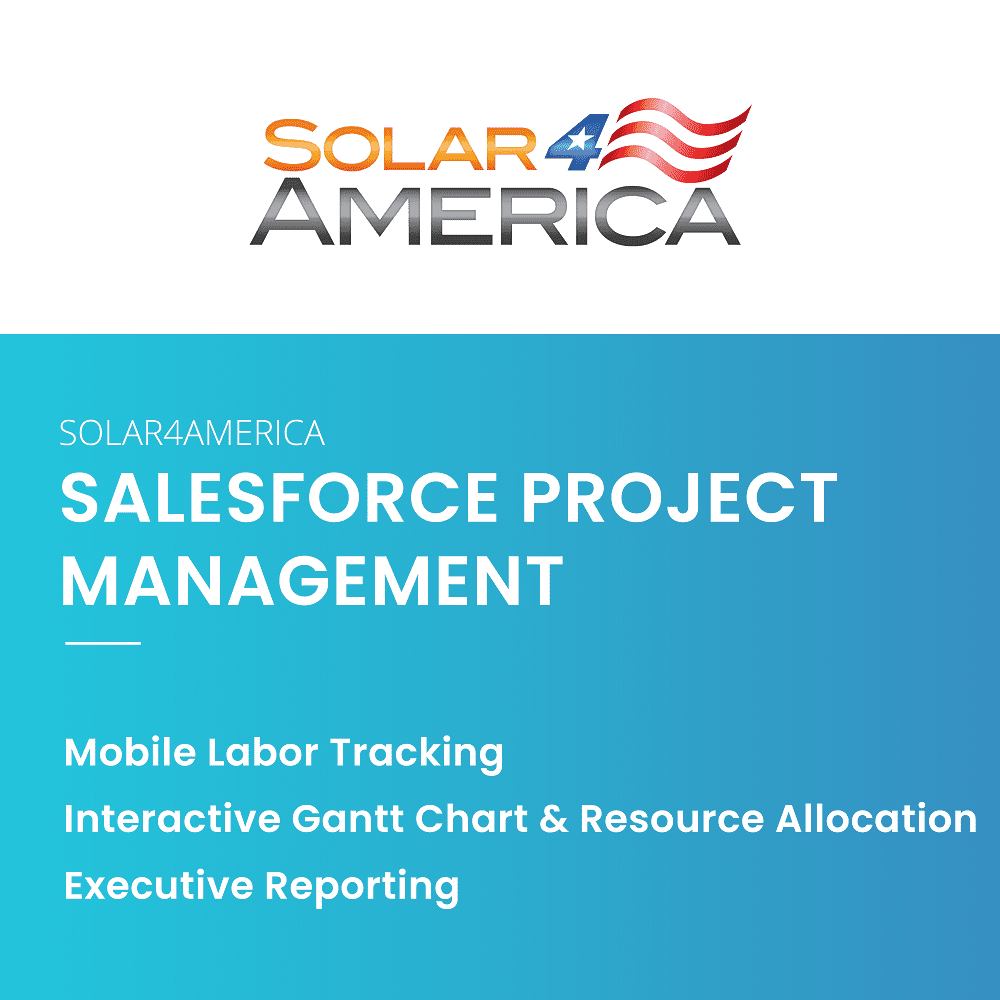 SOLAR4
AMERICA
SOLAR4AMERICA
SALESFORCE PROJECT
MANAGEMENT
Mobile Labor Tracking
Interactive Gantt Chart & Resource Allocation
Executive Reporting